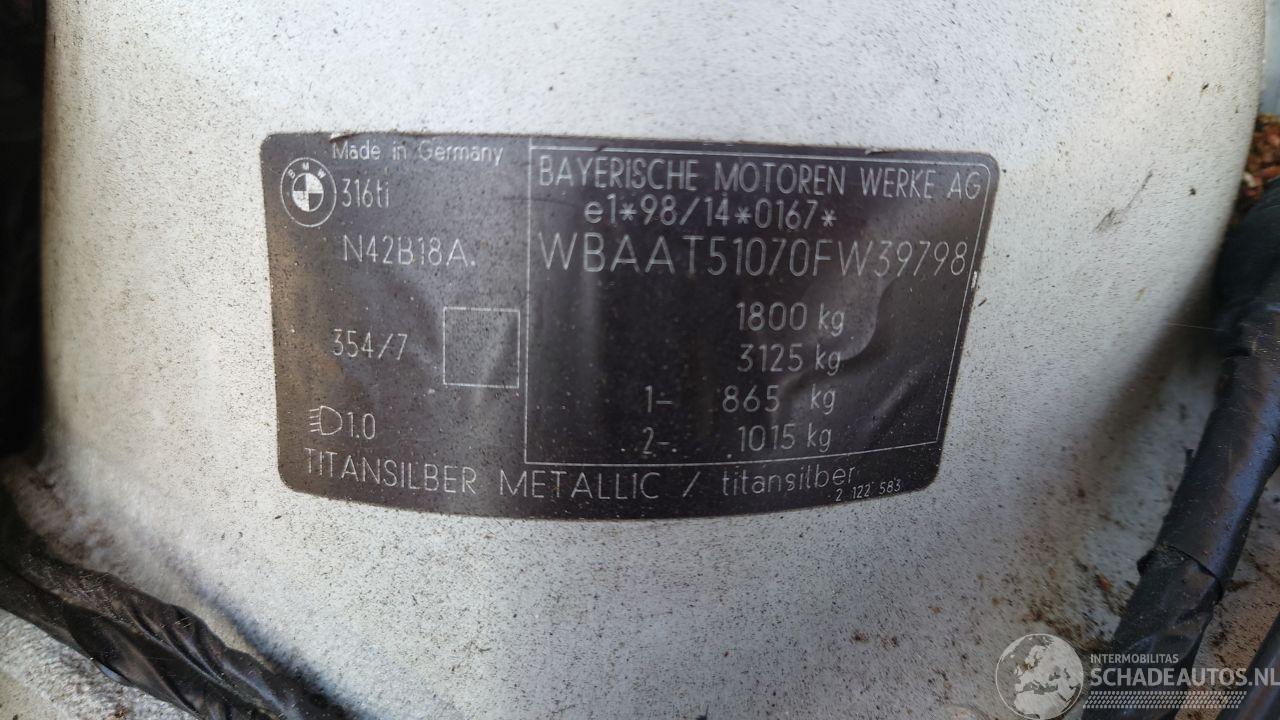 Made in Germany
BMW
316ti
N42B18A.
354/7
1.0
BAYERISCHE MOTOREN WERKE AG
e1*98/14*0167*
WBAAT51070FW39798
1800 kg
3125 kg
1- 865 kg
2- 1015 kg
TITANSILBER METALLIC / titansilber
2 122 583
INTERMOBILITAS
SCHADEAUTOS.NL